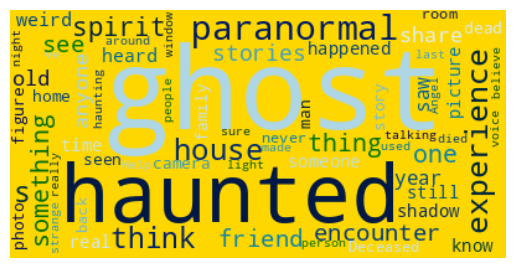 weird
spirit
paranormal
room
share
dead
see
stories
happened
night
around
window
heard
anyone
ghost
last
figure
old
home
haunting
people
family
man
story
saw
Angel
picture
voice
believe
experience
something
time
house
sure
never
thing
talking
died
one
seen
camera
made
light
someone
used
year
still
s
haunted
photo
strange
really
back
real
think
friend
person
encounter
shadow
Deceased
know